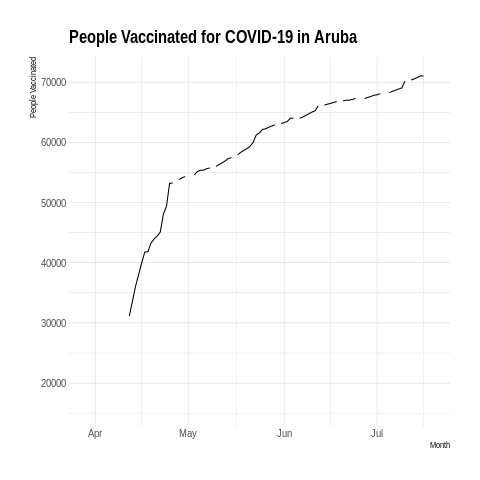 People Vaccinated for COVID-19 in Aruba
People Vaccinated
70000
60000
50000
40000
30000
20000
Apr May Jun Jul
Month